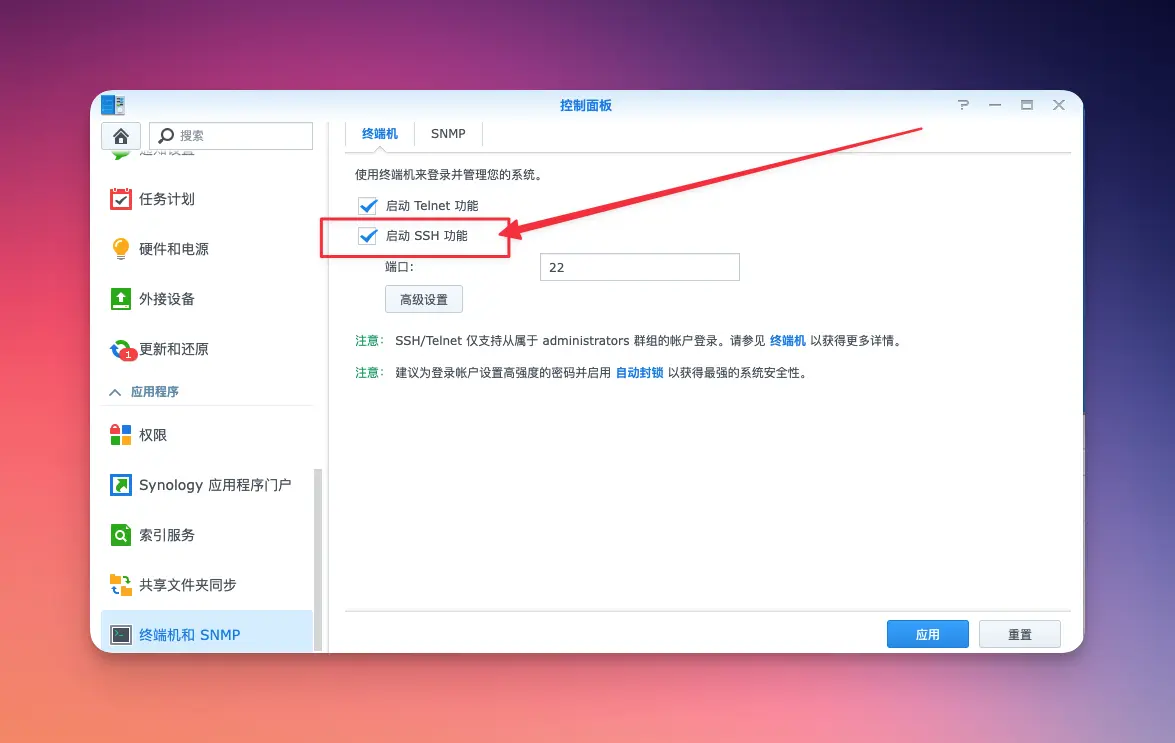 控制面板
搜索
通知设置
任务计划
硬件和电源
外接设备
1
更新和还原
应用程序
权限
Synology 应用程序门户
索引服务
共享文件夹同步
终端机和 SNMP
终端机 SNMP
使用终端机来登录并管理您的系统。
启动 Telnet 功能
启动 SSH 功能
端口: 22
高级设置
注意: SSH/Telnet 仅支持从属于 administrators 群组的帐户登录。请参见 终端机 以获得更多详情。
注意: 建议为登录帐户设置高强度的密码并启用 自动封锁 以获得最强的系统安全性。
应用 重置